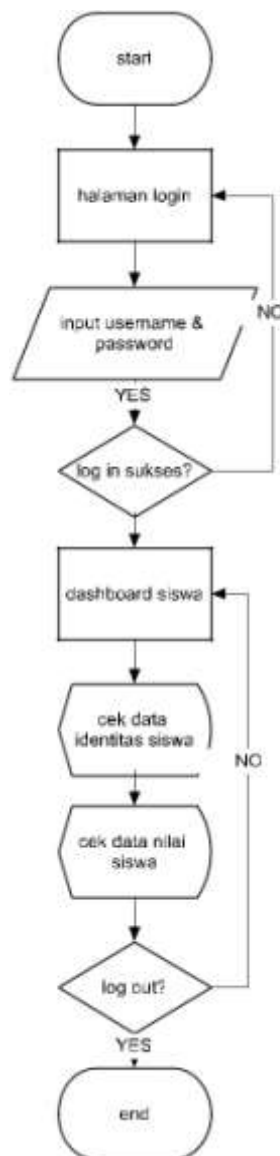 start
halaman login
NO
input username &
password
YES
log in sukses?
dashboard siswa
cek data
identitas siswa
NO
cek data nilai
siswa
log out?
YES
end